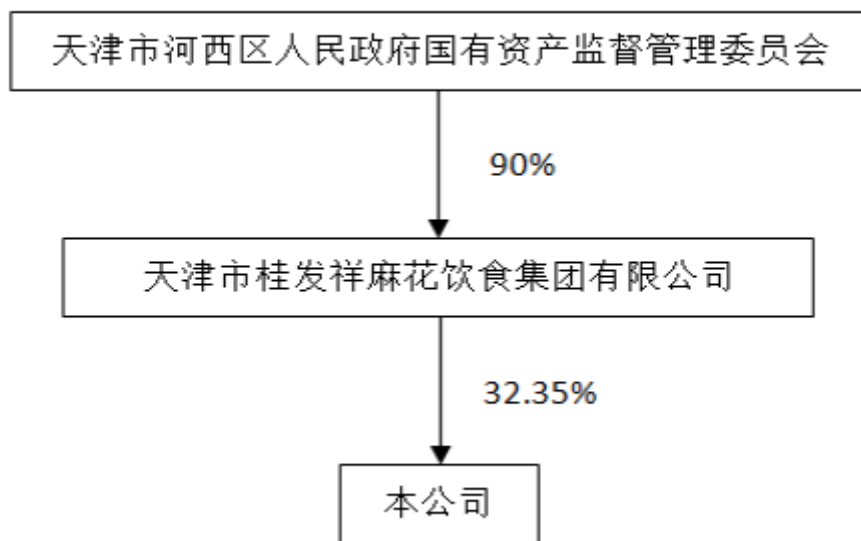 天津市河西区人民政府国有资产监督管理委员会
90%
天津市桂发祥麻花饮食集团有限公司
32.35%
本公司